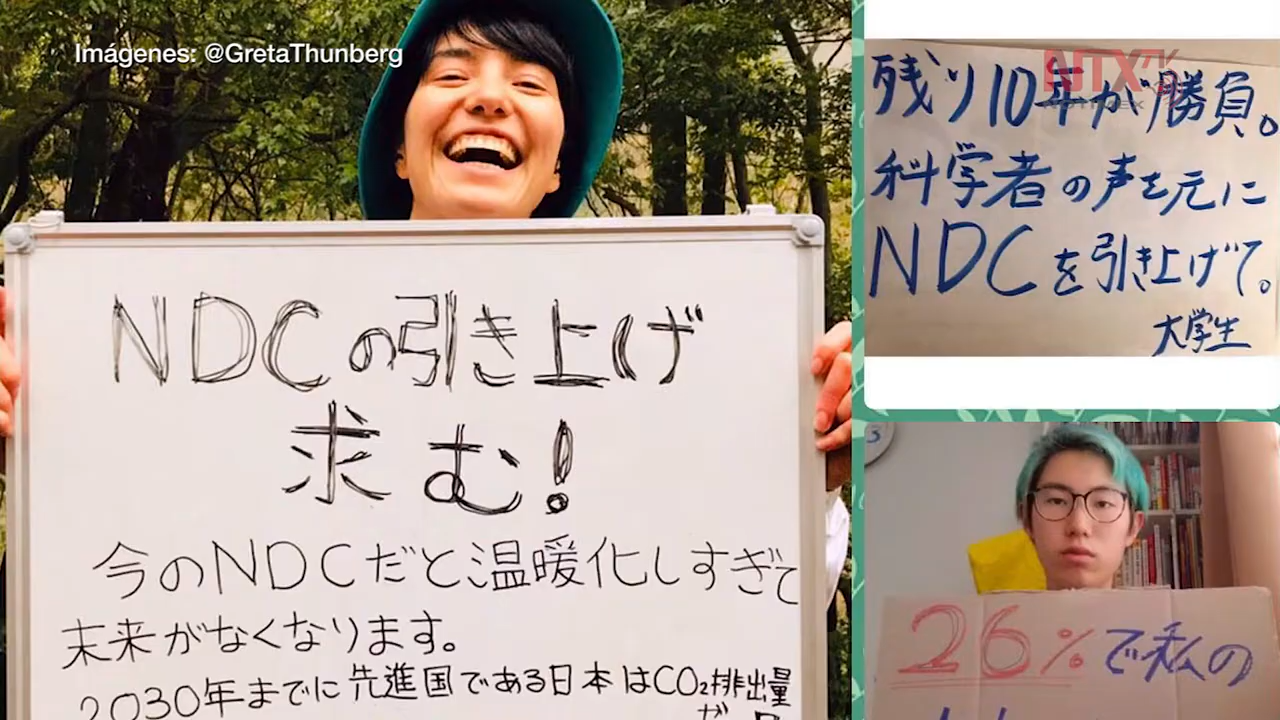 Imágenes: @GretaThunberg
NDCの引き上げ
求む!
今のNDCだと温暖化しすぎて
未来がなくなります。
2030年までに先進国である日本はCO₂排出量
NTX
残り10年が勝負。
科学者の声を元に
NDCを引き上げて。
大学生
26%で私の